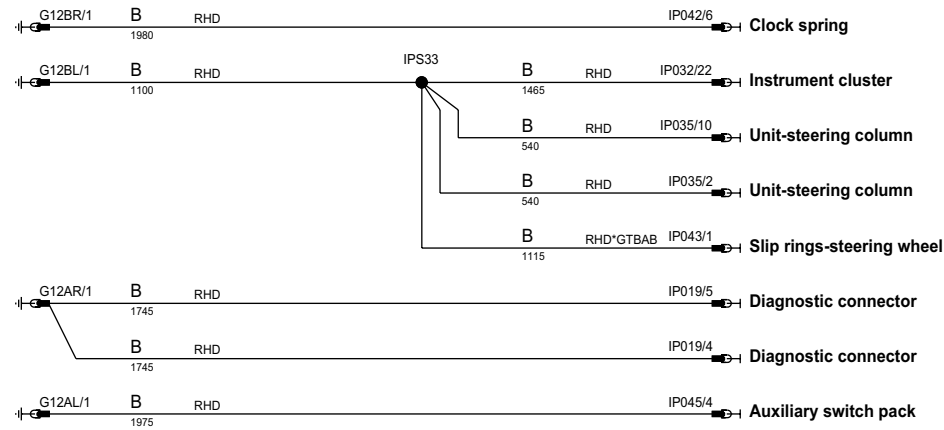 G12BR/1 B RHD IP042/6 Clock spring
1980
IPS33
G12BL/1 B RHD B RHD IP032/22 Instrument cluster
1100 1465
B RHD IP035/10 Unit-steering column
540
B RHD IP035/2 Unit-steering column
540
B RHD*GTBAB IP043/1 Slip rings-steering wheel
1115
G12AR/1 B RHD IP019/5 Diagnostic connector
1745
B RHD IP019/4 Diagnostic connector
1745
G12AL/1 B RHD IP045/4 Auxiliary switch pack
1975